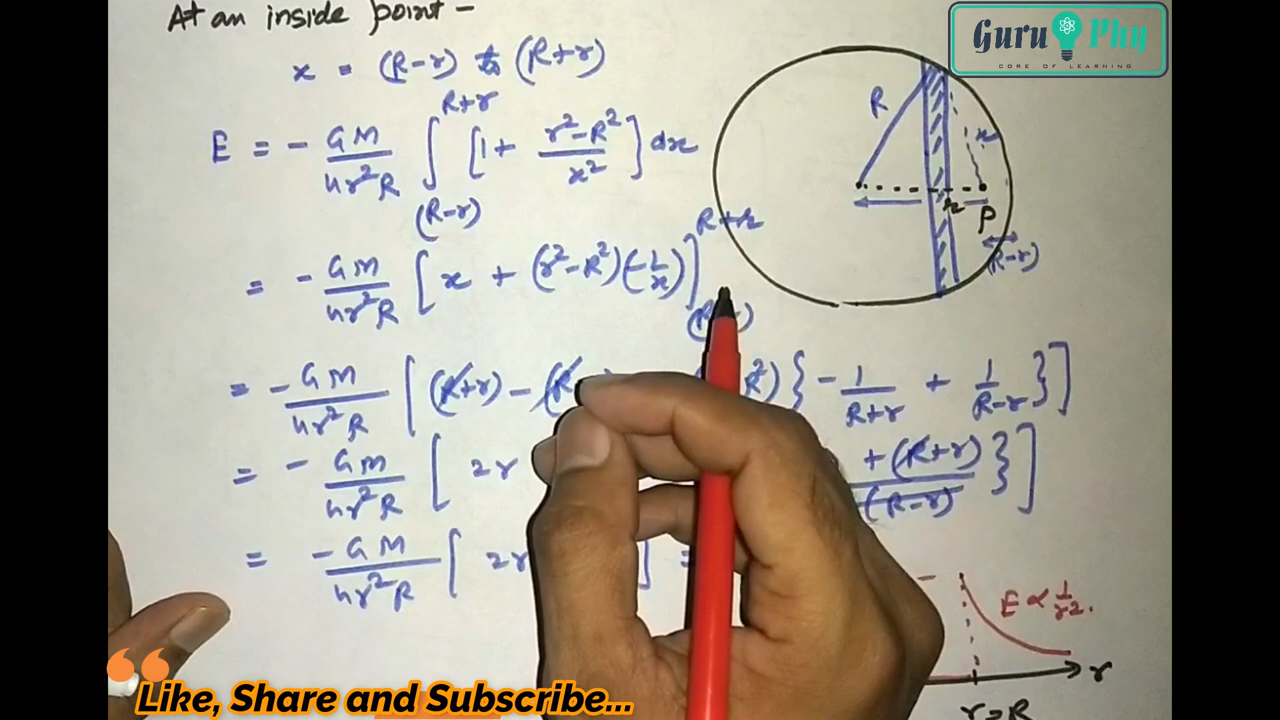 At an inside point -
x = (R-r) to (R+r)
E = - GM/4r²R ∫ R+r (R-r) [1 + r²-R²/x²] dx
= - GM/4r²R [x + (r²-R²)(-1/x)] R+r
= - GM/4r²R [(R+r) - (R R²) {- 1/R+r + 1/R-r}]
= - GM/4r²R [2r + (R+r) / (R-r)}]
= -GM/4r²R [2r ] =
R
x
r
P
(R-r)
E ∝ 1/r².
r
r=R
Guru Phy
CORE OF LEARNING
Like, Share and Subscribe...